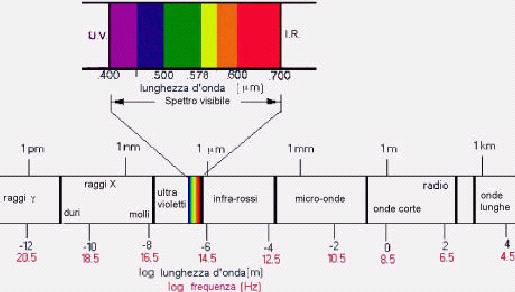 U.V. I.R.
.400 .500 .578 .600 .700
lunghezza d'onda [ μm]
Spettro visibile
1 pm 1 nm 1 μm 1 mm 1 m 1 km
raggi γ raggi X ultra violetti infra-rossi micro-onde radio onde lunghe
duri molli onde corte
-12 -10 -8 -6 -4 -2 0 2 4
20.5 18.5 16.5 14.5 12.5 10.5 8.5 6.5 4.5
log lunghezza d'onda[m]
log frequenza (Hz)